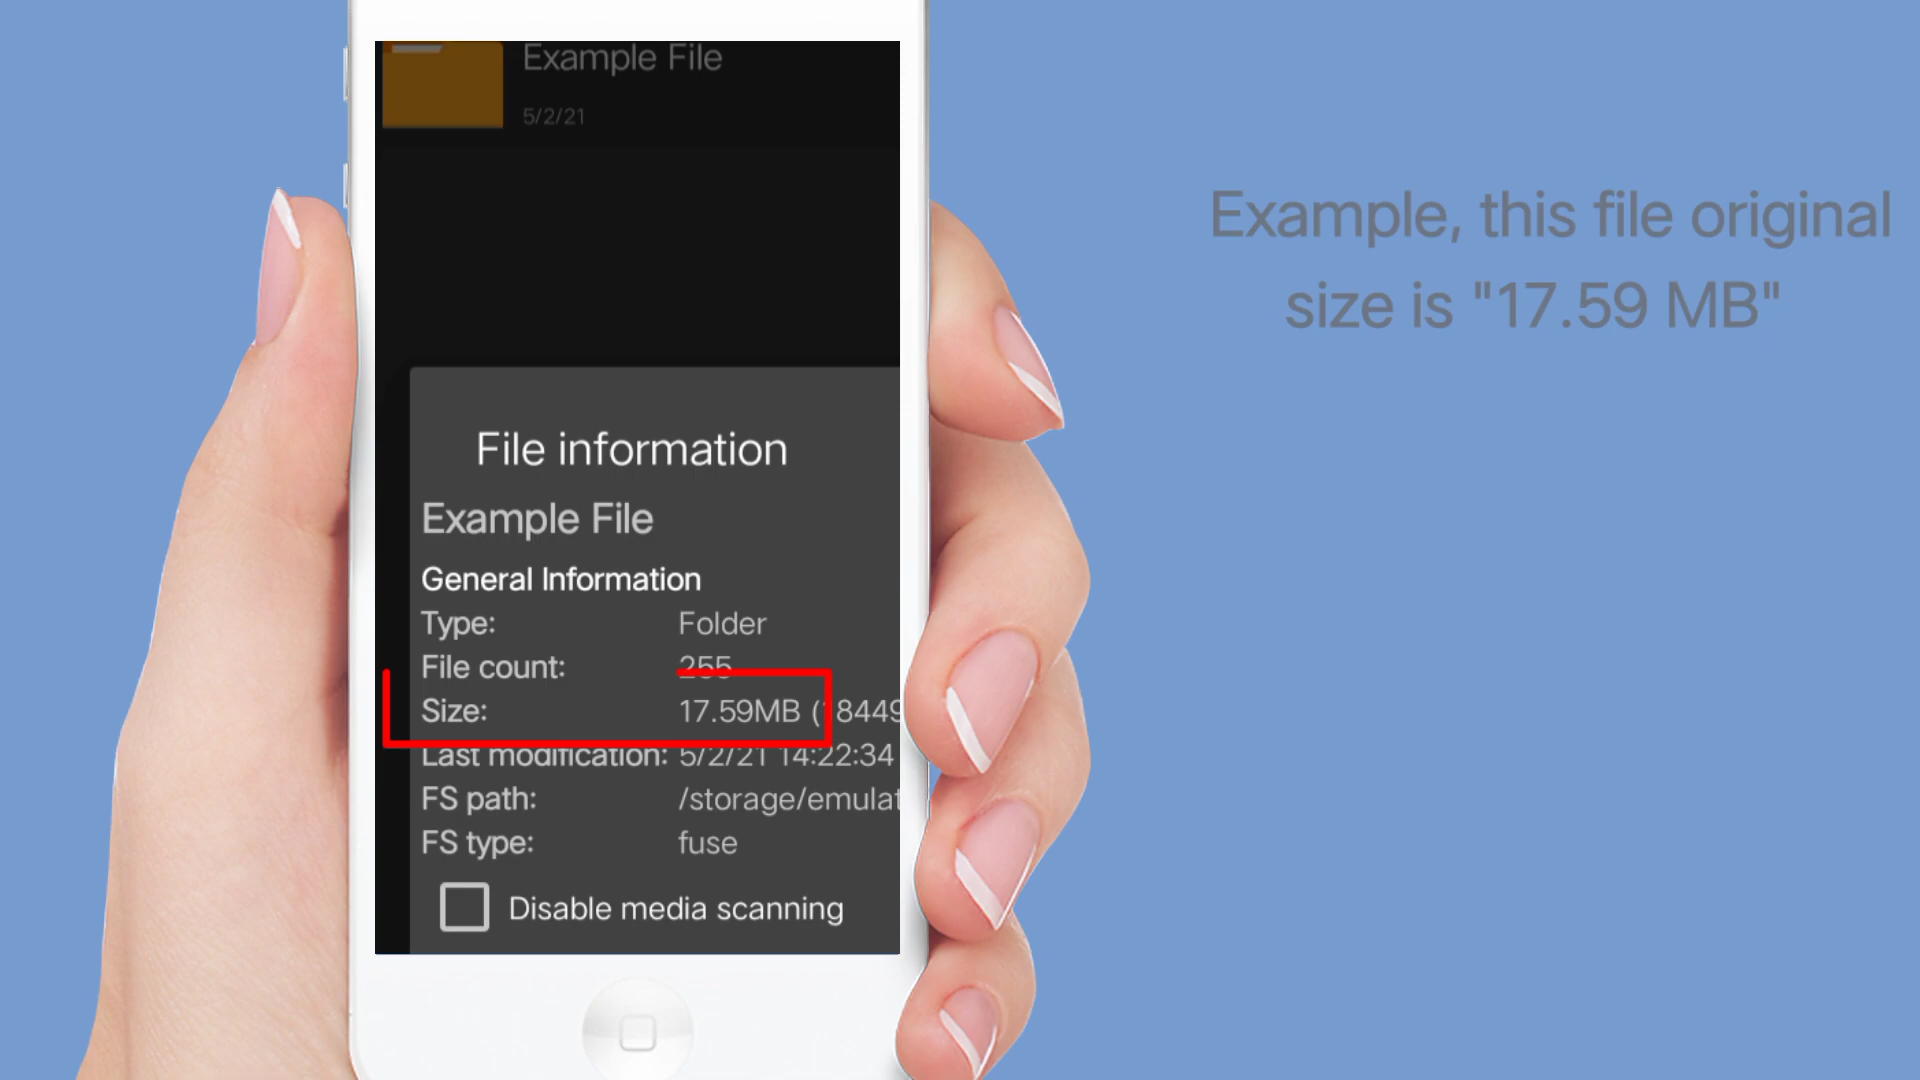 Example File
5/2/21
Example, this file original
size is "17.59 MB"
File information
Example File
General Information
Type: Folder
File count: 255
Size: 17.59MB (18449
Last modification: 5/2/21 14:22:34
FS path: /storage/emulat
FS type: fuse
Disable media scanning